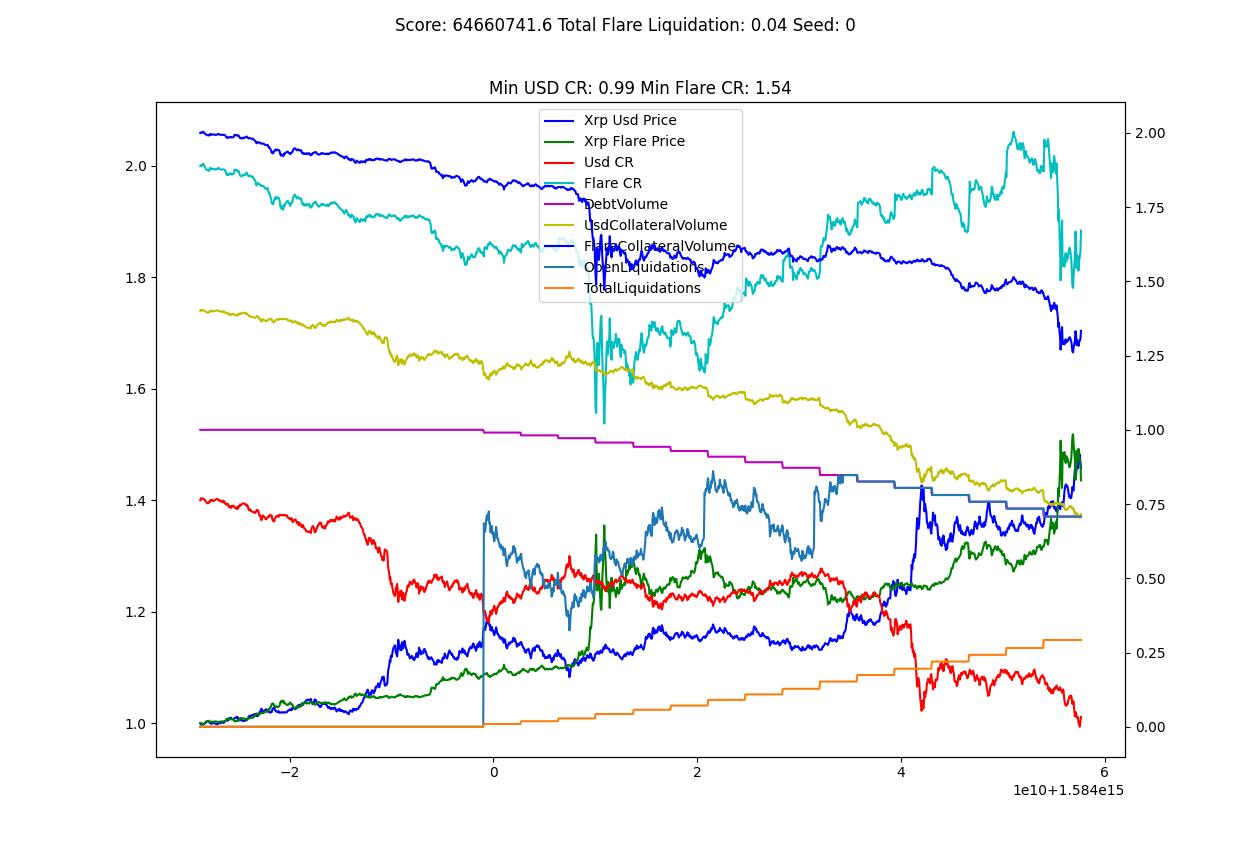 Score: 64660741.6 Total Flare Liquidation: 0.04 Seed: 0
Min USD CR: 0.99 Min Flare CR: 1.54
Xrp Usd Price
Xrp Flare Price
Usd CR
Flare CR
DebtVolume
UsdCollateralVolume
FlareCollateralVolume
OpenLiquidations
TotalLiquidations
2.0
1.8
1.6
1.4
1.2
1.0
2.00
1.75
1.50
1.25
1.00
0.75
0.50
0.25
0.00
−2
0
2
4
6
1e10+1.584e15